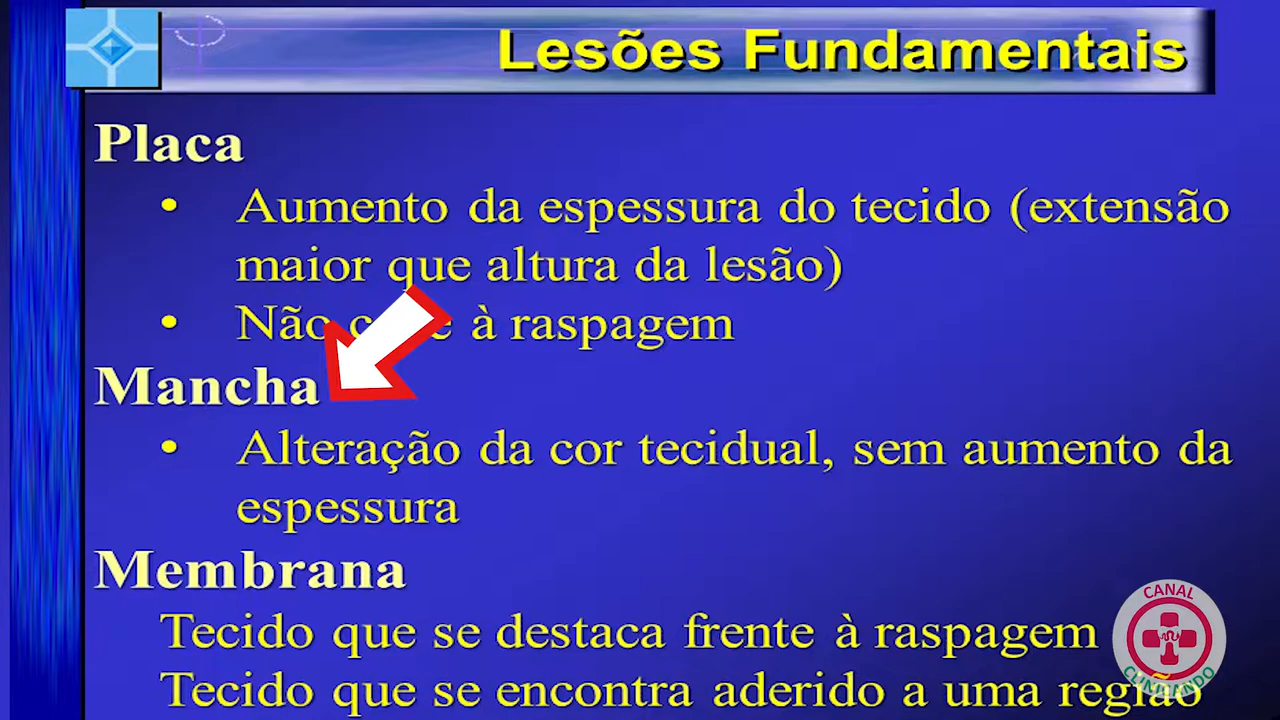 Lesões Fundamentais
Placa
• Aumento da espessura do tecido (extensão
maior que altura da lesão)
• Não à raspagem
Mancha
• Alteração da cor tecidual, sem aumento da
espessura
Membrana
Tecido que se destaca frente à raspagem
Tecido que se encontra aderido a uma região
CANAL